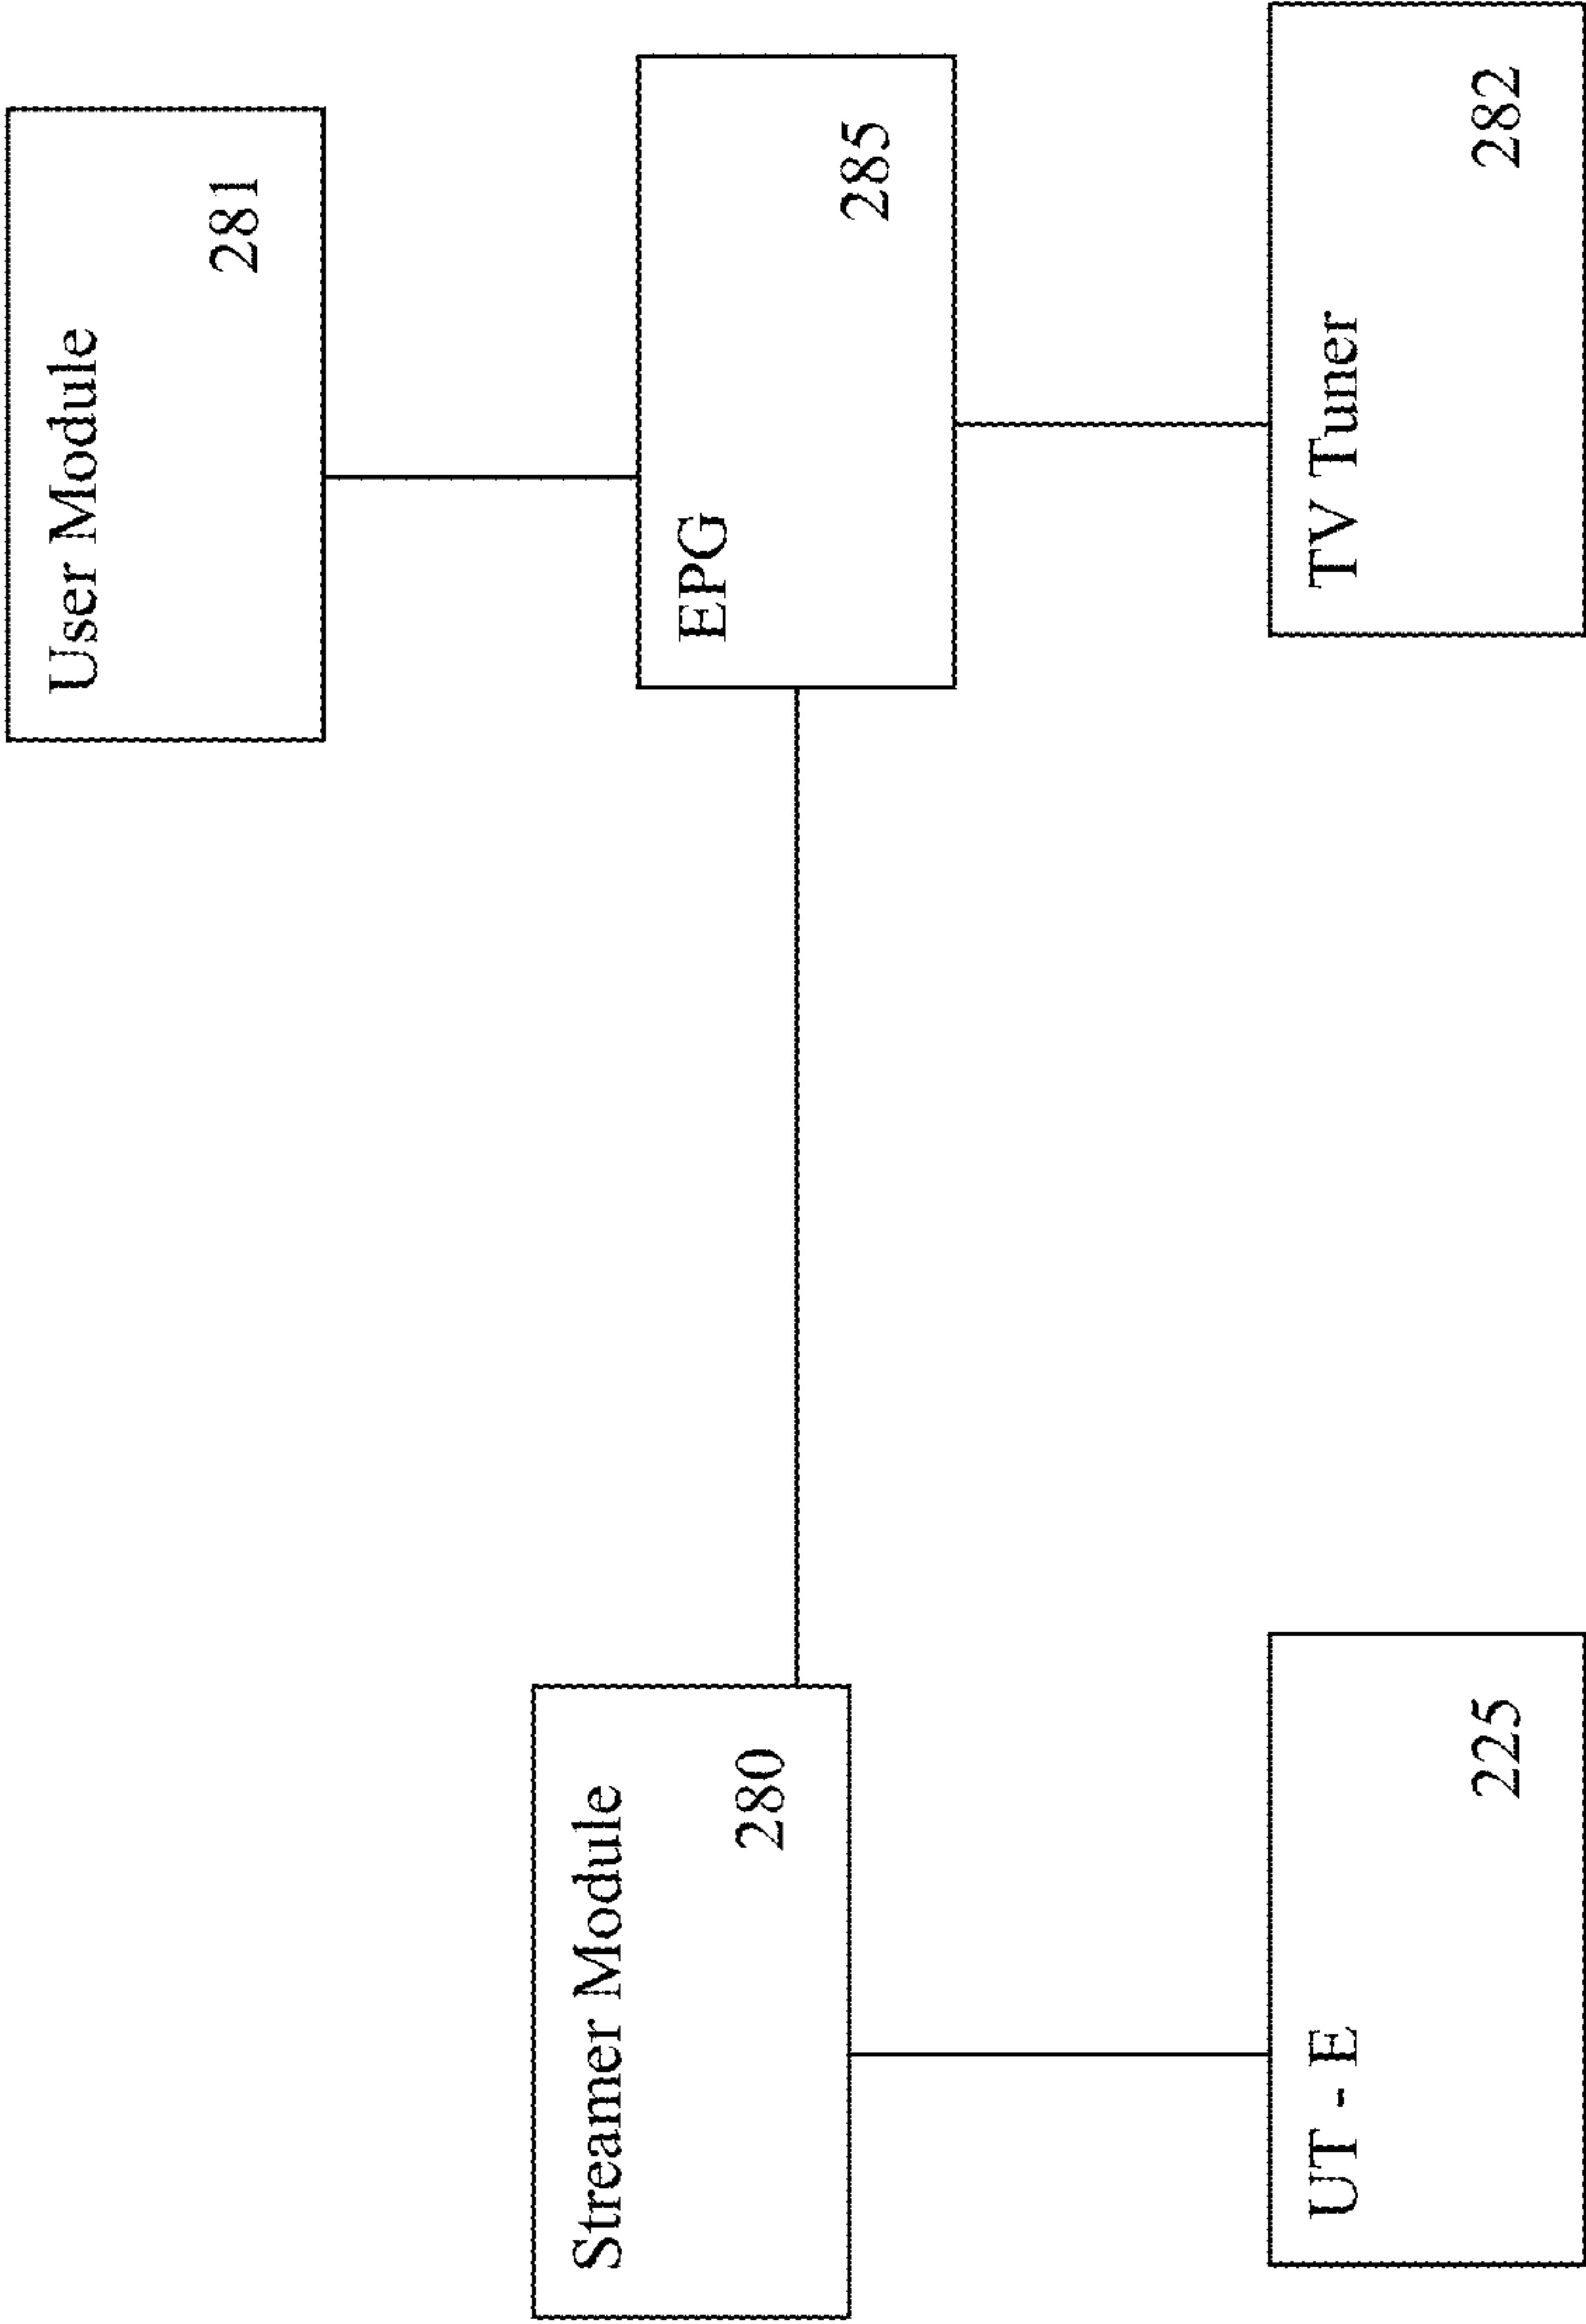 User Module
281
Streamer Module
280
EPG
285
UT - E
225
TV Tuner
282